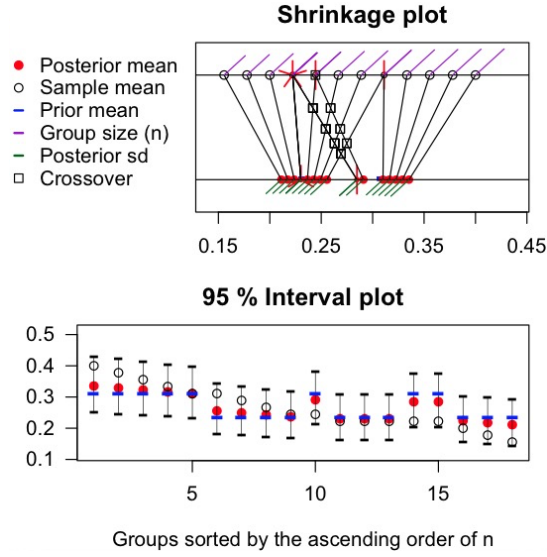 Shrinkage plot
Posterior mean
Sample mean
Prior mean
Group size (n)
Posterior sd
Crossover
0.15 0.25 0.35 0.45
95 % Interval plot
0.5
0.4
0.3
0.2
0.1
5 10 15
Groups sorted by the ascending order of n